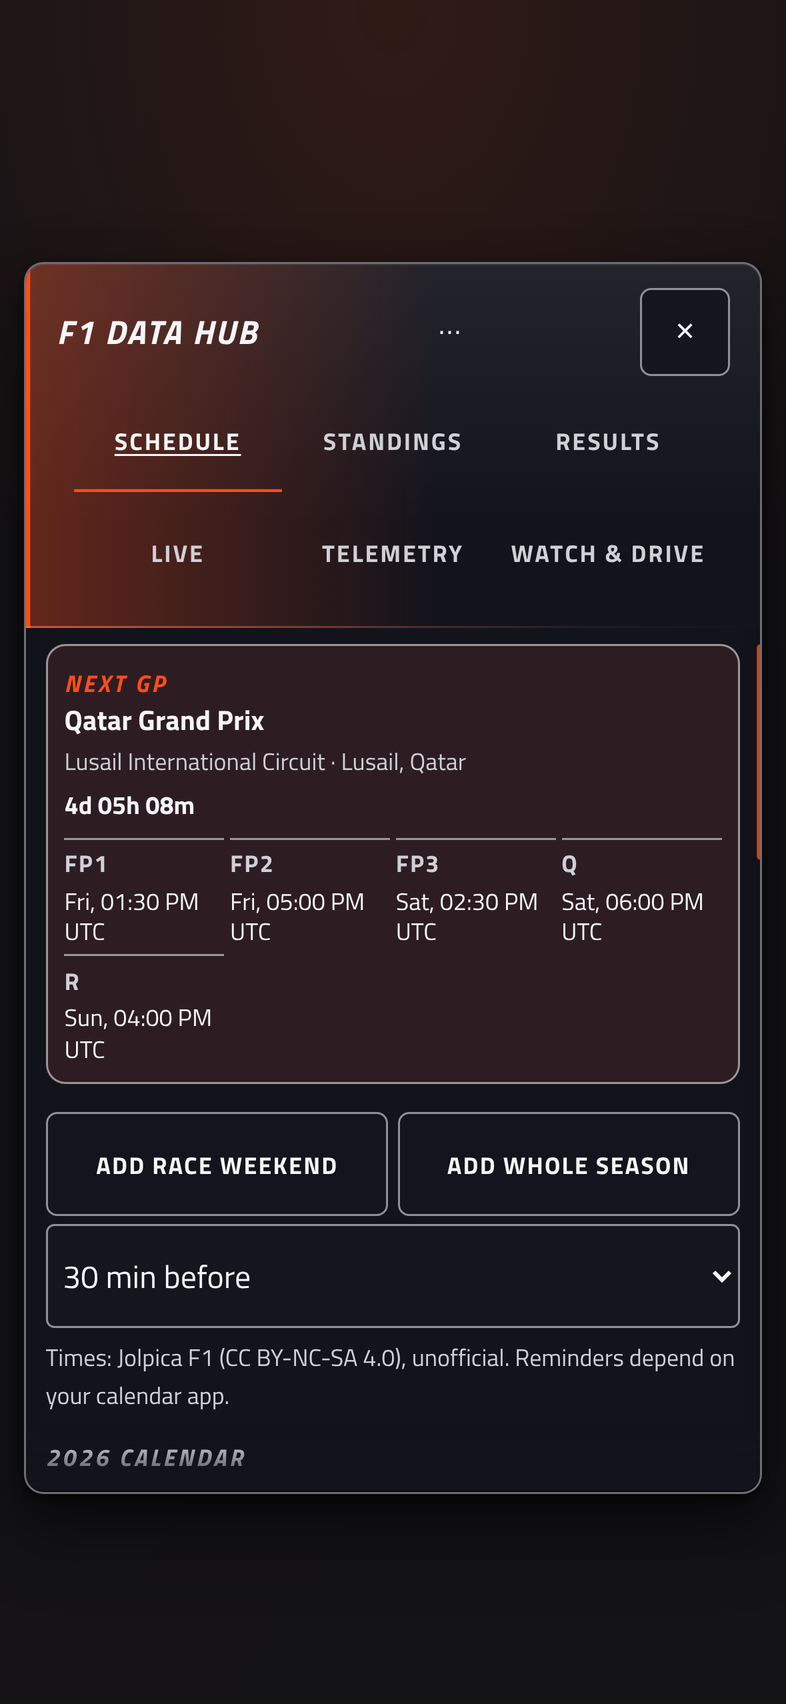 F1 DATA HUB ... ×
SCHEDULE STANDINGS RESULTS
LIVE TELEMETRY WATCH & DRIVE
NEXT GP
Qatar Grand Prix
Lusail International Circuit · Lusail, Qatar
4d 05h 08m
FP1 FP2 FP3 Q
Fri, 01:30 PM Fri, 05:00 PM Sat, 02:30 PM Sat, 06:00 PM
UTC UTC UTC UTC
R
Sun, 04:00 PM
UTC
ADD RACE WEEKEND ADD WHOLE SEASON
30 min before
Times: Jolpica F1 (CC BY-NC-SA 4.0), unofficial. Reminders depend on
your calendar app.
2026 CALENDAR